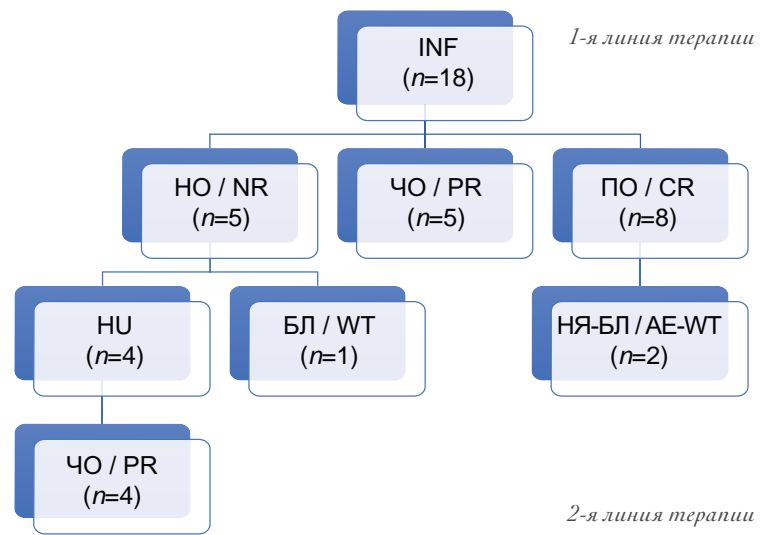 1-я линия терапии
INF
(n=18)
НО / NR
(n=5)
ЧО / PR
(n=5)
ПО / CR
(n=8)
HU
(n=4)
БЛ / WT
(n=1)
НЯ-БЛ / AE-WT
(n=2)
ЧО / PR
(n=4)
2-я линия терапии